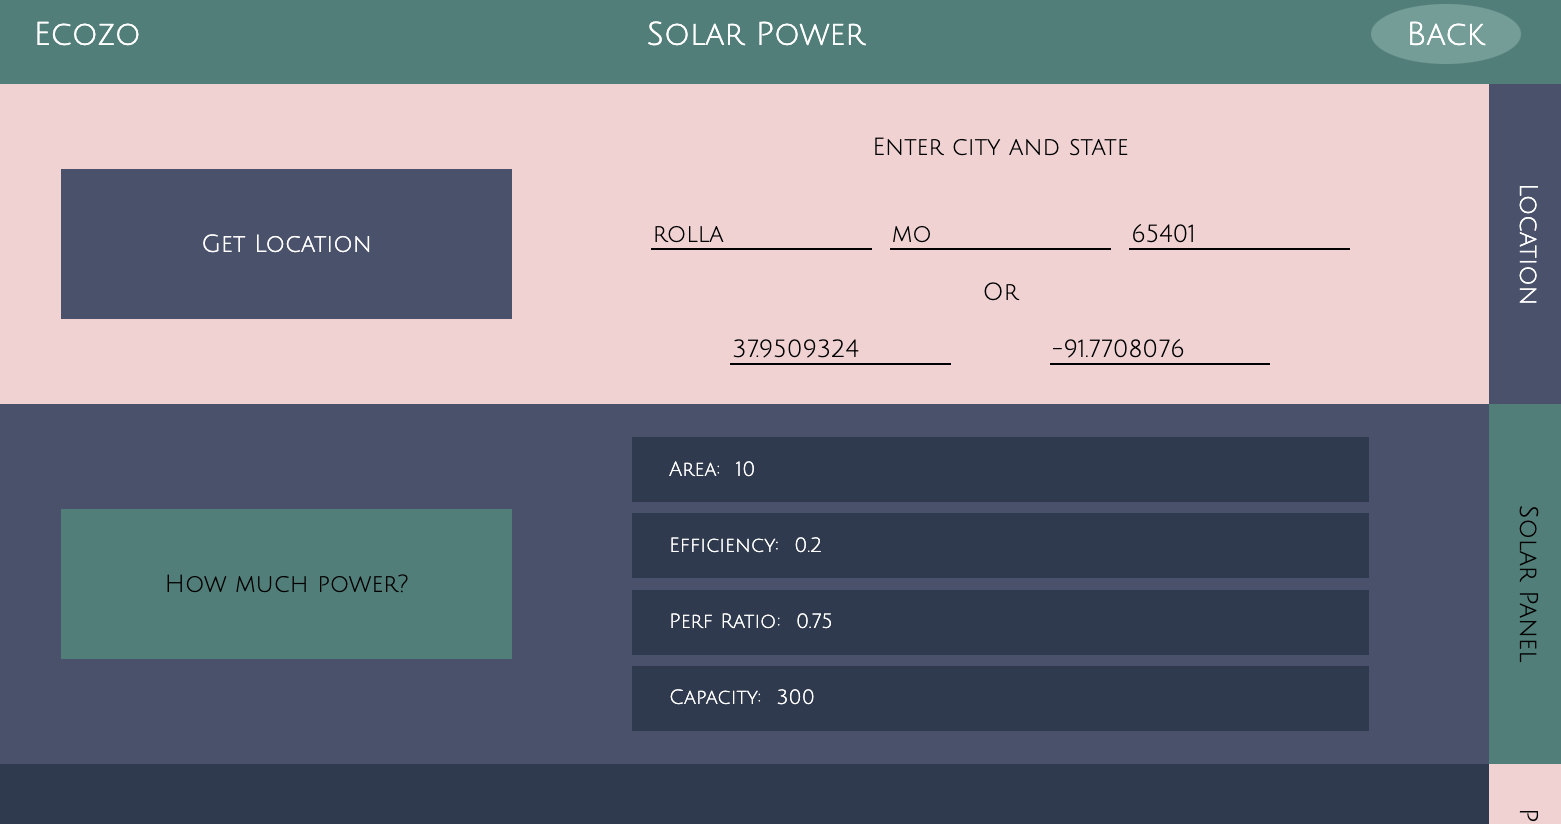 Ecozo
Solar Power
Back
Get Location
Enter city and state
ROLLA
MO
65401
Or
37.9509324
-91.7708076
Location
How much power?
Area: 10
Efficiency: 0.2
Perf Ratio: 0.75
Capacity: 300
Solar Panel
P